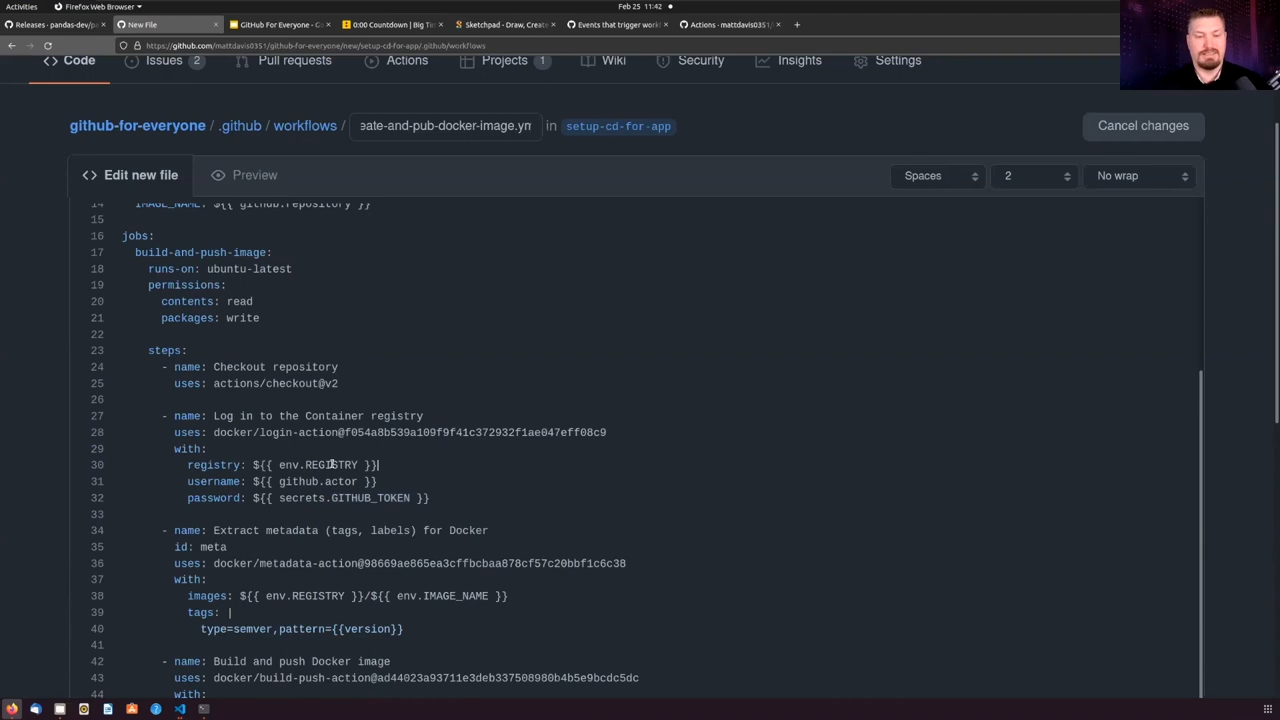 Activities
Firefox Web Browser
Feb 25 11:42
Releases · pandas-dev/pa
New File
GitHub For Everyone - Go
0:00 Countdown | Big Te
Sketchpad - Draw, Create
Events that trigger work
Actions · mattdavis0351/
https://github.com/mattdavis0351/github-for-everyone/new/setup-cd-for-app/.github/workflows
Code
Issues 2
Pull requests
Actions
Projects 1
Wiki
Security
Insights
Settings
github-for-everyone / .github / workflows / eate-and-pub-docker-image.ym in setup-cd-for-app
Cancel changes
Edit new file
Preview
Spaces
2
No wrap
14 IMAGE_NAME: ${{ github.repository }}
15
16 jobs:
17 build-and-push-image:
18 runs-on: ubuntu-latest
19 permissions:
20 contents: read
21 packages: write
22
23 steps:
24 - name: Checkout repository
25 uses: actions/checkout@v2
26
27 - name: Log in to the Container registry
28 uses: docker/login-action@f054a8b539a109f9f41c372932f1ae047eff08c9
29 with:
30 registry: ${{ env.REGISTRY }}
31 username: ${{ github.actor }}
32 password: ${{ secrets.GITHUB_TOKEN }}
33
34 - name: Extract metadata (tags, labels) for Docker
35 id: meta
36 uses: docker/metadata-action@98669ae865ea3cffbcbaa878cf57c20bbf1c6c38
37 with:
38 images: ${{ env.REGISTRY }}/${{ env.IMAGE_NAME }}
39 tags: |
40 type=semver,pattern={{version}}
41
42 - name: Build and push Docker image
43 uses: docker/build-push-action@ad44023a93711e3deb337508980b4b5e9bcdc5dc
44 with: